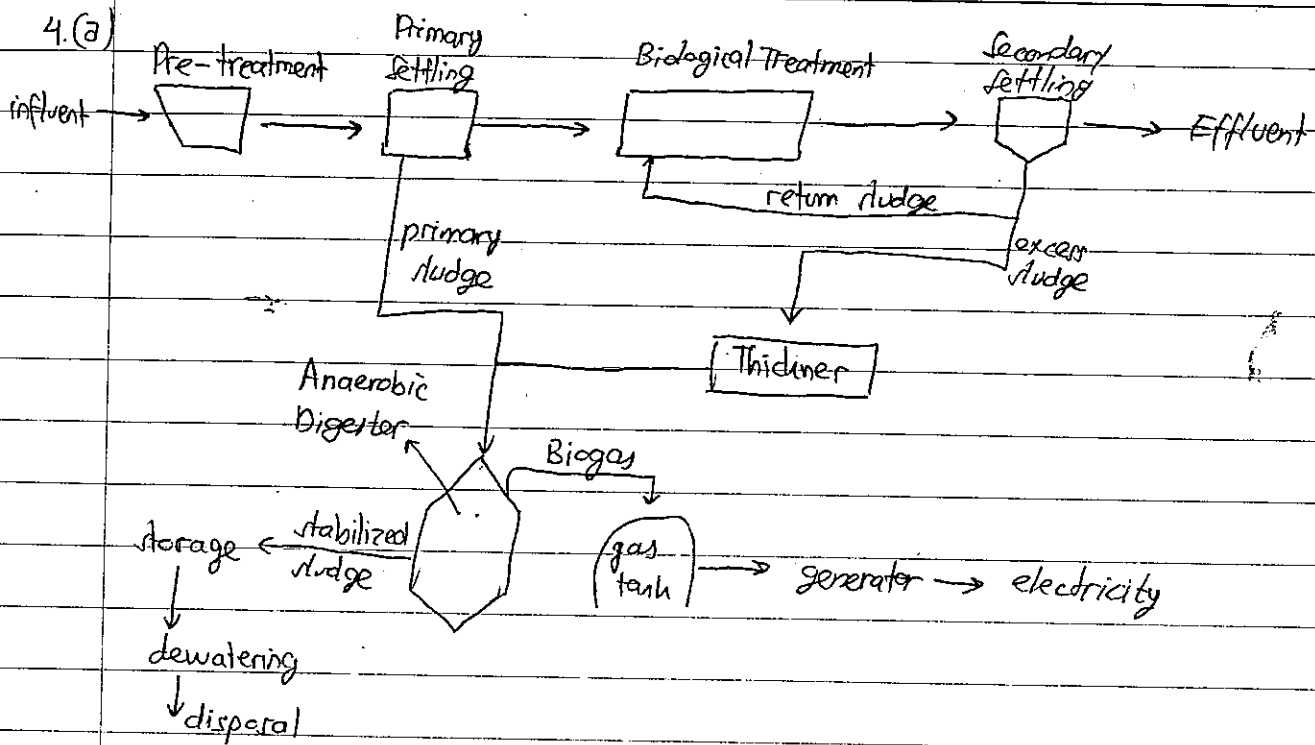 4.(a)
Pre-treatment
Primary
Settling
Biological Treatment
Secondary
Settling
influent
Effluent
return sludge
primary
sludge
excess
sludge
Thickner
Anaerobic
Digester
Biogas
storage
stabilized
sludge
gas
tank
generator
electricity
dewatering
disposal